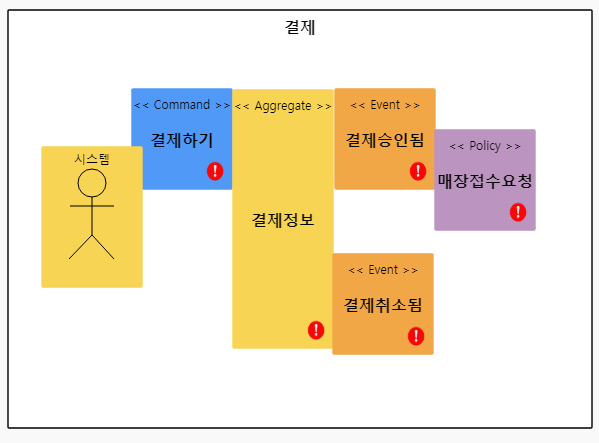 결제
<< Command >>
결제하기
!
<< Aggregate >>
결제정보
!
<< Event >>
결제승인됨
!
<< Policy >>
매장접수요청
!
시스템
<< Event >>
결제취소됨
!